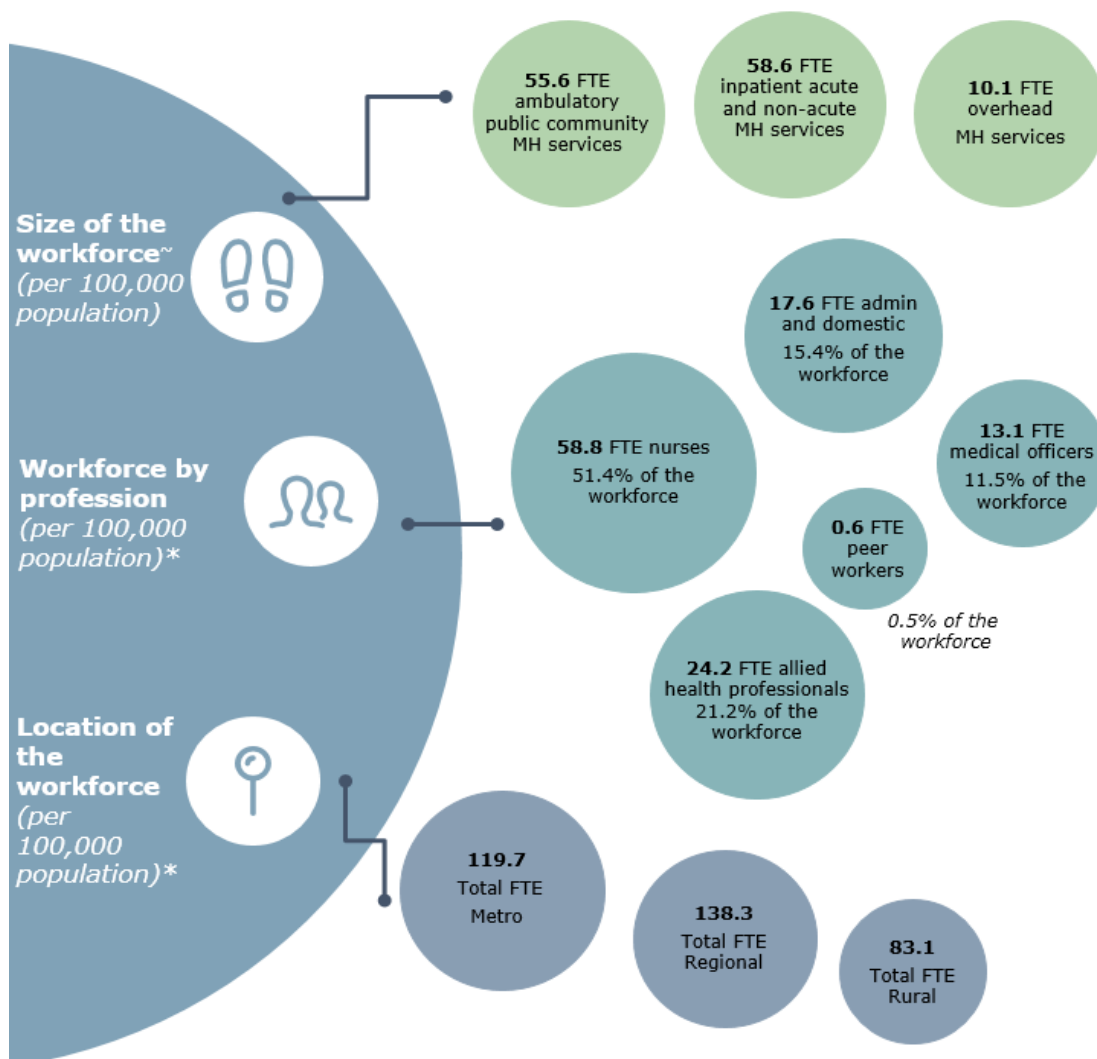 55.6 FTE
ambulatory
public community
MH services
58.6 FTE
inpatient acute
and non-acute
MH services
10.1 FTE
overhead
MH services
Size of the
workforce~
(per 100,000
population)
17.6 FTE admin
and domestic
15.4% of the
workforce
58.8 FTE nurses
51.4% of the
workforce
13.1 FTE
medical officers
11.5% of the
workforce
Workforce by
profession
(per 100,000
population)*
0.6 FTE
peer
workers
0.5% of the
workforce
24.2 FTE allied
health professionals
21.2% of the
workforce
Location of
the
workforce
(per
100,000
population)*
119.7
Total FTE
Metro
138.3
Total FTE
Regional
83.1
Total FTE
Rural